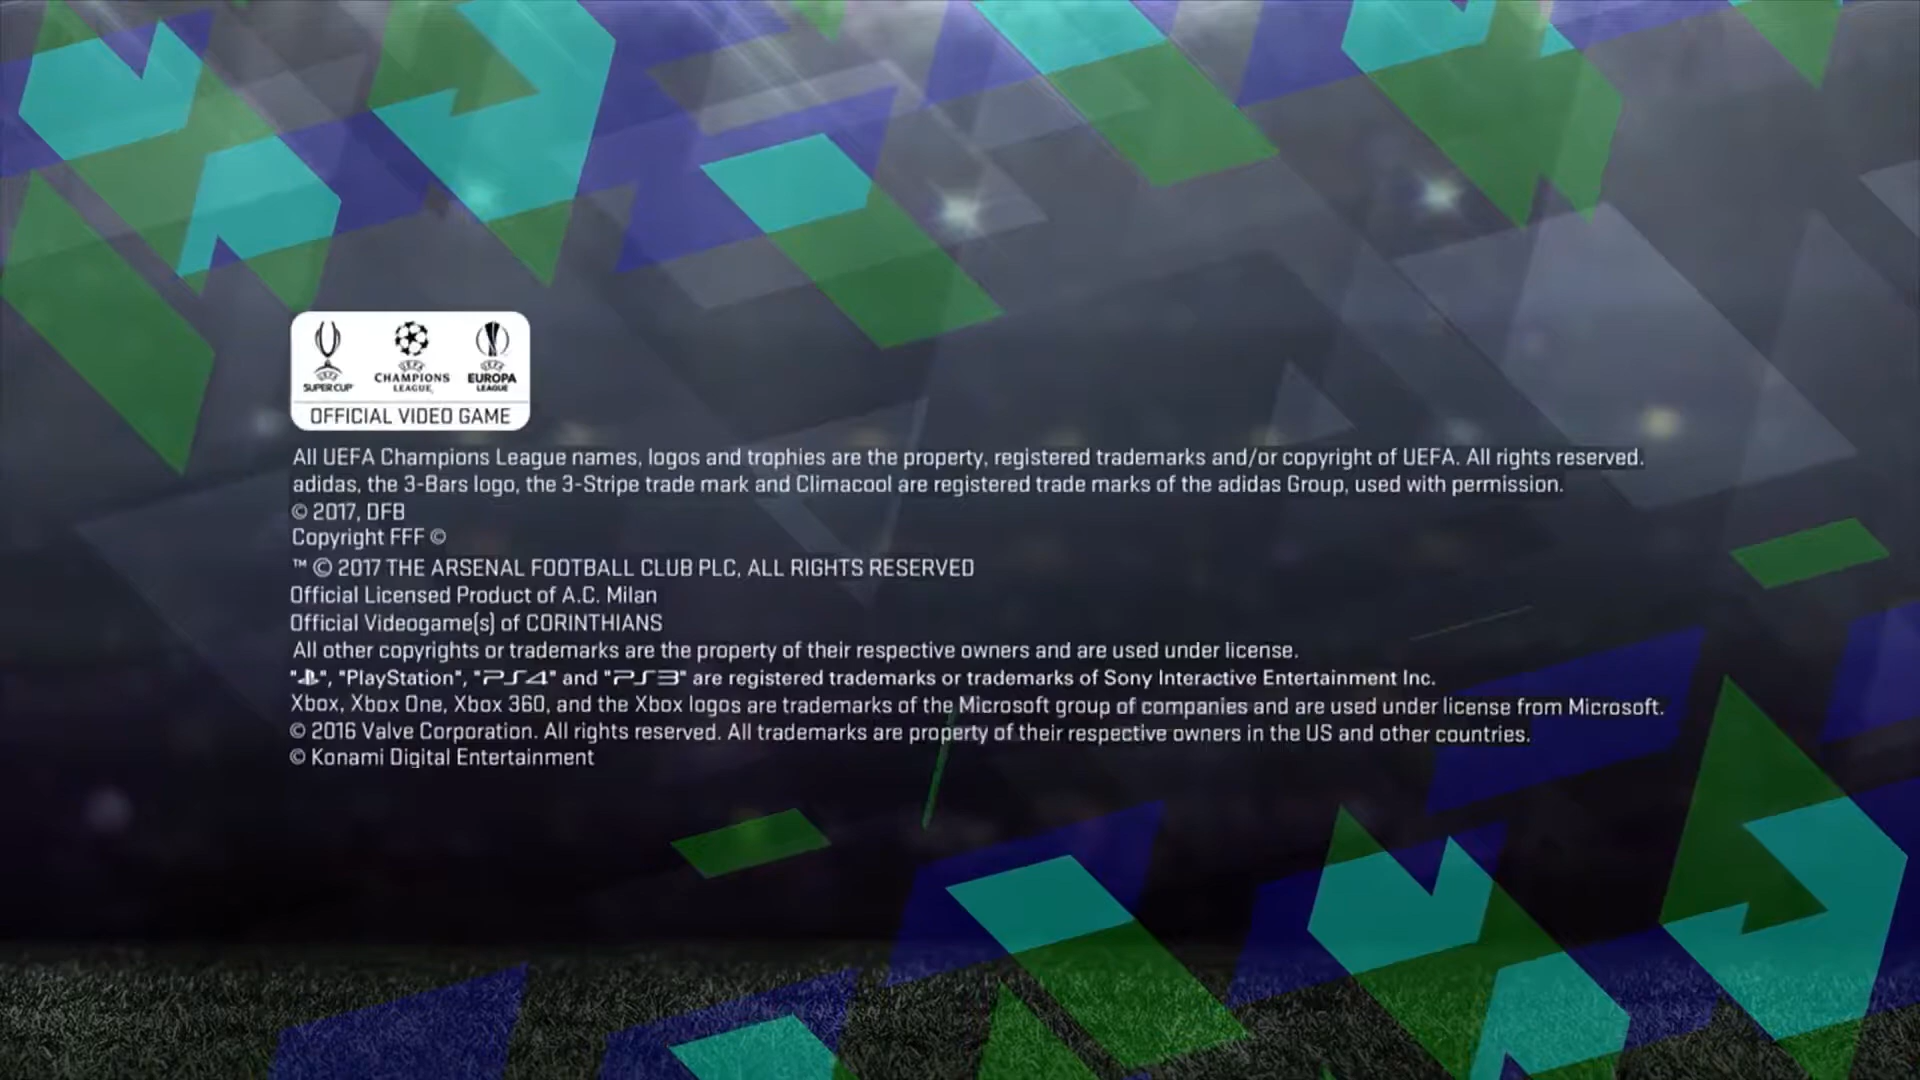 UEFA UEFA UEFA
SUPER CUP CHAMPIONS LEAGUE EUROPA LEAGUE
OFFICIAL VIDEO GAME
All UEFA Champions League names, logos and trophies are the property, registered trademarks and/or copyright of UEFA. All rights reserved.
adidas, the 3-Bars logo, the 3-Stripe trade mark and Climacool are registered trade marks of the adidas Group, used with permission.
© 2017, DFB
Copyright FFF ©
™ © 2017 THE ARSENAL FOOTBALL CLUB PLC, ALL RIGHTS RESERVED
Official Licensed Product of A.C. Milan
Official Videogame(s) of CORINTHIANS
All other copyrights or trademarks are the property of their respective owners and are used under license.
"PS", "PlayStation", "PS4" and "PS3" are registered trademarks or trademarks of Sony Interactive Entertainment Inc.
Xbox, Xbox One, Xbox 360, and the Xbox logos are trademarks of the Microsoft group of companies and are used under license from Microsoft.
© 2016 Valve Corporation. All rights reserved. All trademarks are property of their respective owners in the US and other countries.
© Konami Digital Entertainment